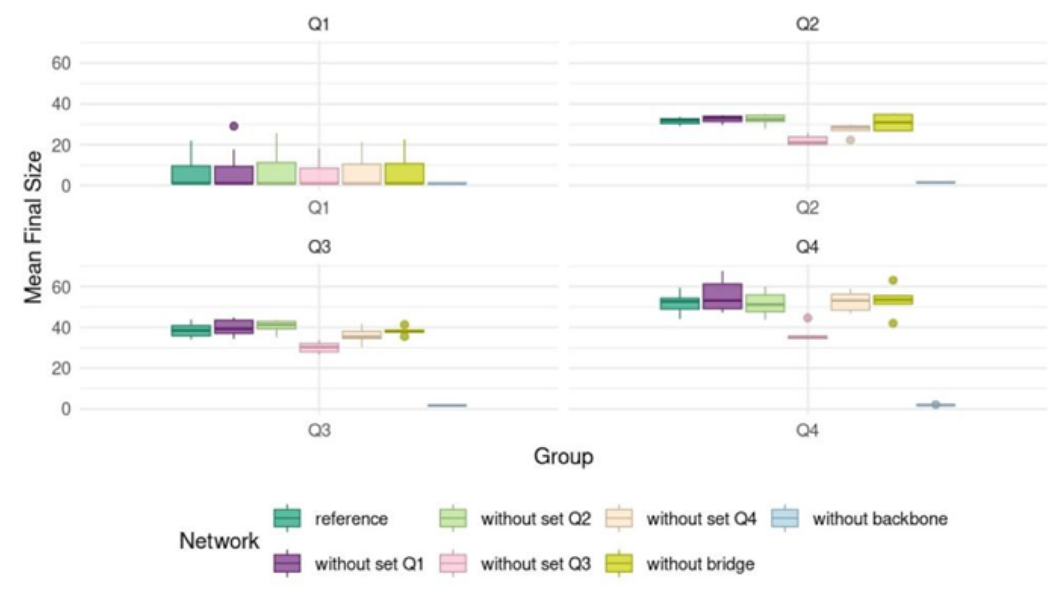 Q1 Q2
60
40
20
0
Q1 Q2
Mean Final Size
Q3 Q4
60
40
20
0
Q3 Q4
Group
Network
reference without set Q2 without set Q4 without backbone
without set Q1 without set Q3 without bridge